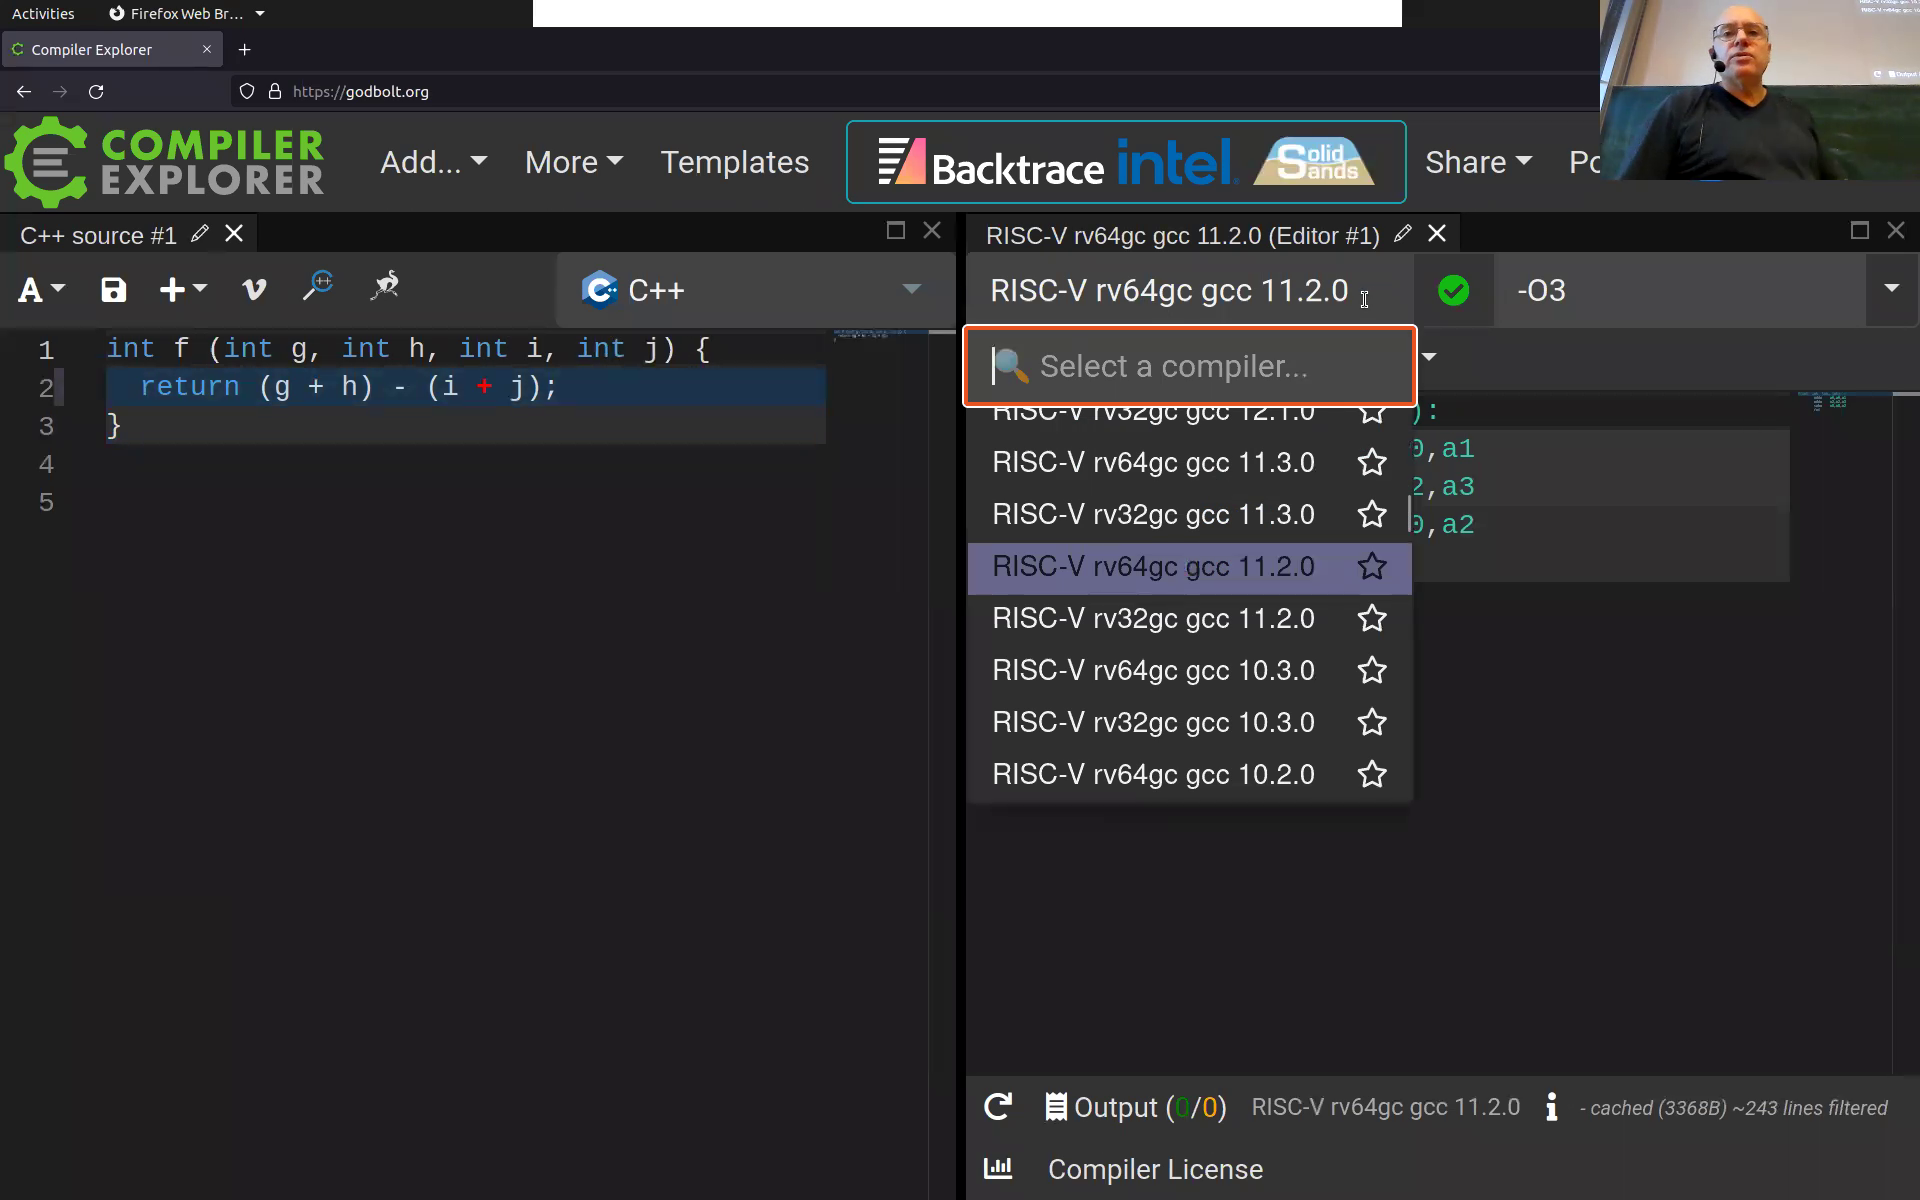 Activities
Firefox Web Br...
Compiler Explorer
https://godbolt.org
COMPILER
EXPLORER
Add...
More
Templates
Backtrace
intel.
Solid
Sands
Share
Po
C++ source #1
RISC-V rv64gc gcc 11.2.0 (Editor #1)
A
C++
RISC-V rv64gc gcc 11.2.0
-O3
Select a compiler...
1 int f (int g, int h, int i, int j) {
2 return (g + h) - (i + j);
3 }
4
5
RISC-V rv32gc gcc 12.1.0
RISC-V rv64gc gcc 11.3.0
RISC-V rv32gc gcc 11.3.0
RISC-V rv64gc gcc 11.2.0
RISC-V rv32gc gcc 11.2.0
RISC-V rv64gc gcc 10.3.0
RISC-V rv32gc gcc 10.3.0
RISC-V rv64gc gcc 10.2.0
):
0,a1
2,a3
0,a2
Output (0/0) RISC-V rv64gc gcc 11.2.0 - cached (3368B) ~243 lines filtered
Compiler License